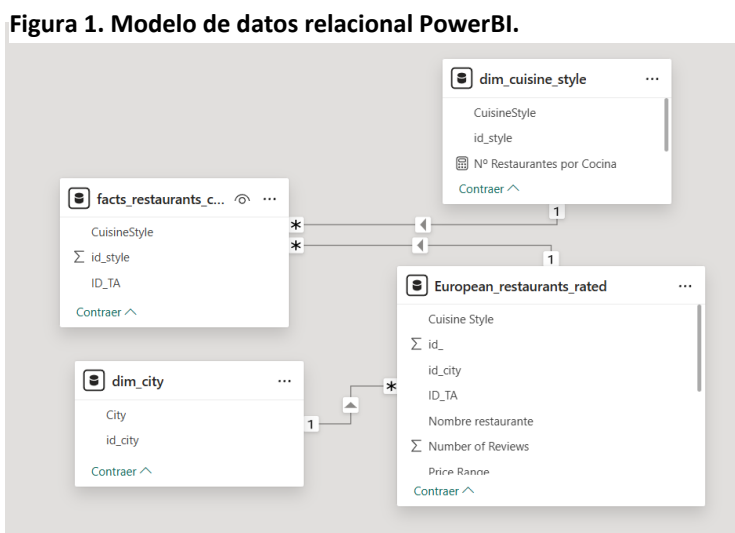 Figura 1. Modelo de datos relacional PowerBI.
dim_cuisine_style ...
CuisineStyle
id_style
Nº Restaurantes por Cocina
Contraer
1
facts_restaurants_c... ...
CuisineStyle
∑ id_style
ID_TA
Contraer
*
*
1
European_restaurants_rated ...
Cuisine Style
∑ id_
id_city
ID_TA
Nombre restaurante
∑ Number of Reviews
Price Range
Contraer
dim_city ...
City
id_city
Contraer
1
*